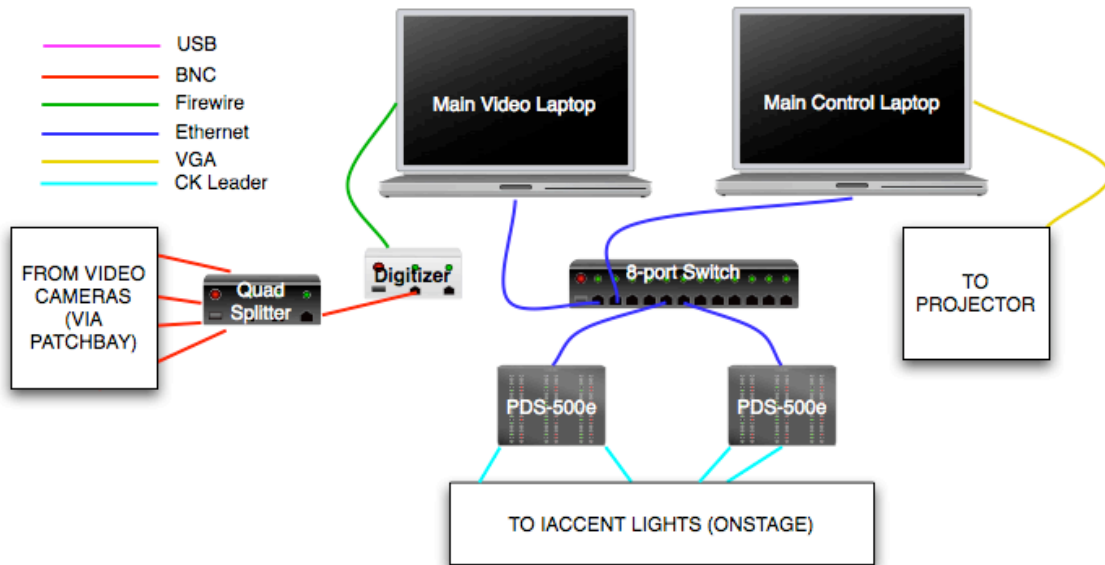 USB
BNC
Firewire
Ethernet
VGA
CK Leader
Main Video Laptop
Main Control Laptop
FROM VIDEO
CAMERAS
(VIA
PATCHBAY)
Quad
Splitter
Digitizer
8-port Switch
TO
PROJECTOR
PDS-500e
PDS-500e
TO IACCENT LIGHTS (ONSTAGE)